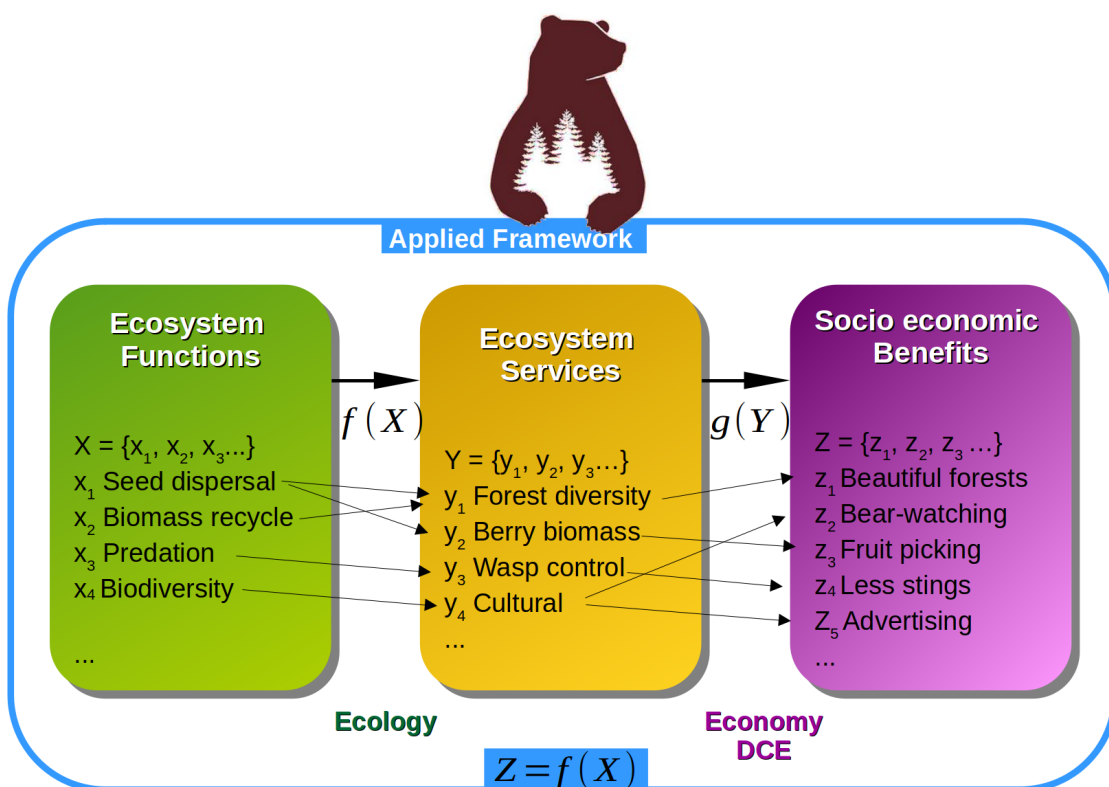 Applied Framework
Ecosystem
Functions
X = {x₁, x₂, x₃...}
x₁ Seed dispersal
x₂ Biomass recycle
x₃ Predation
x₄ Biodiversity
...
f(X)
Ecosystem
Services
Y = {y₁, y₂, y₃...}
y₁ Forest diversity
y₂ Berry biomass
y₃ Wasp control
y₄ Cultural
...
g(Y)
Socio economic
Benefits
Z = {z₁, z₂, z₃ ...}
z₁ Beautiful forests
z₂ Bear-watching
z₃ Fruit picking
z₄ Less stings
Z₅ Advertising
...
Ecology
Economy
DCE
Z=f(X)